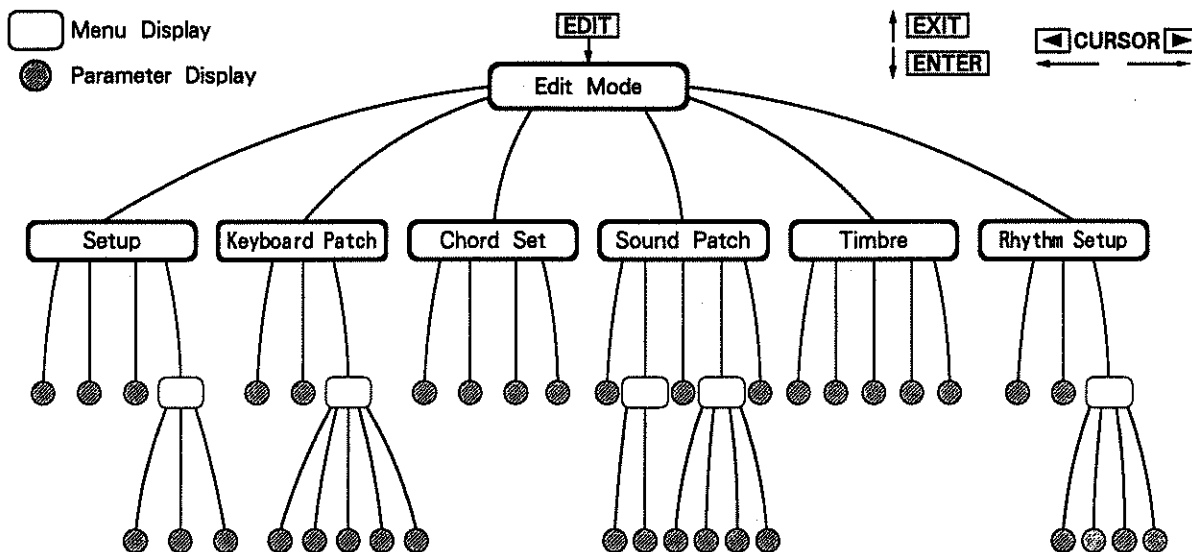 Menu Display
Parameter Display
EDIT
EXIT
ENTER
◄ CURSOR ►
Edit Mode
Setup
Keyboard Patch
Chord Set
Sound Patch
Timbre
Rhythm Setup